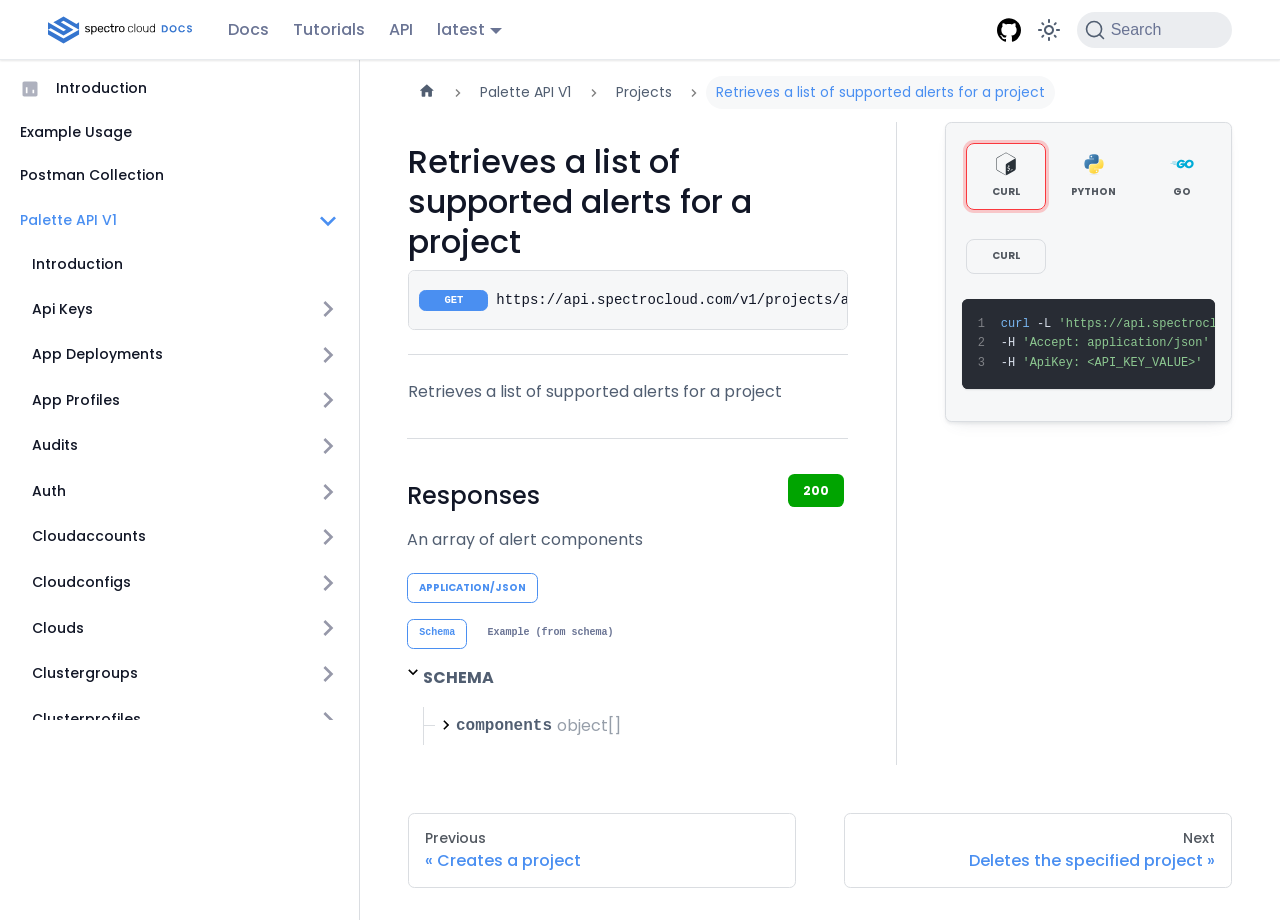 spectro cloud DOCS
Docs
Tutorials
API
latest
Search
Introduction
Example Usage
Postman Collection
Palette API V1
Introduction
Api Keys
App Deployments
App Profiles
Audits
Auth
Cloudaccounts
Cloudconfigs
Clouds
Clustergroups
Clusterprofiles
Palette API V1
Projects
Retrieves a list of supported alerts for a project
Retrieves a list of
supported alerts for a
project
GET https://api.spectrocloud.com/v1/projects/a
Retrieves a list of supported alerts for a project
Responses
200
An array of alert components
APPLICATION/JSON
Schema
Example (from schema)
SCHEMA
components object[]
CURL
PYTHON
GO
CURL
1 curl -L 'https://api.spectrocl
2 -H 'Accept: application/json'
3 -H 'ApiKey: <API_KEY_VALUE>'
Previous
« Creates a project
Next
Deletes the specified project »